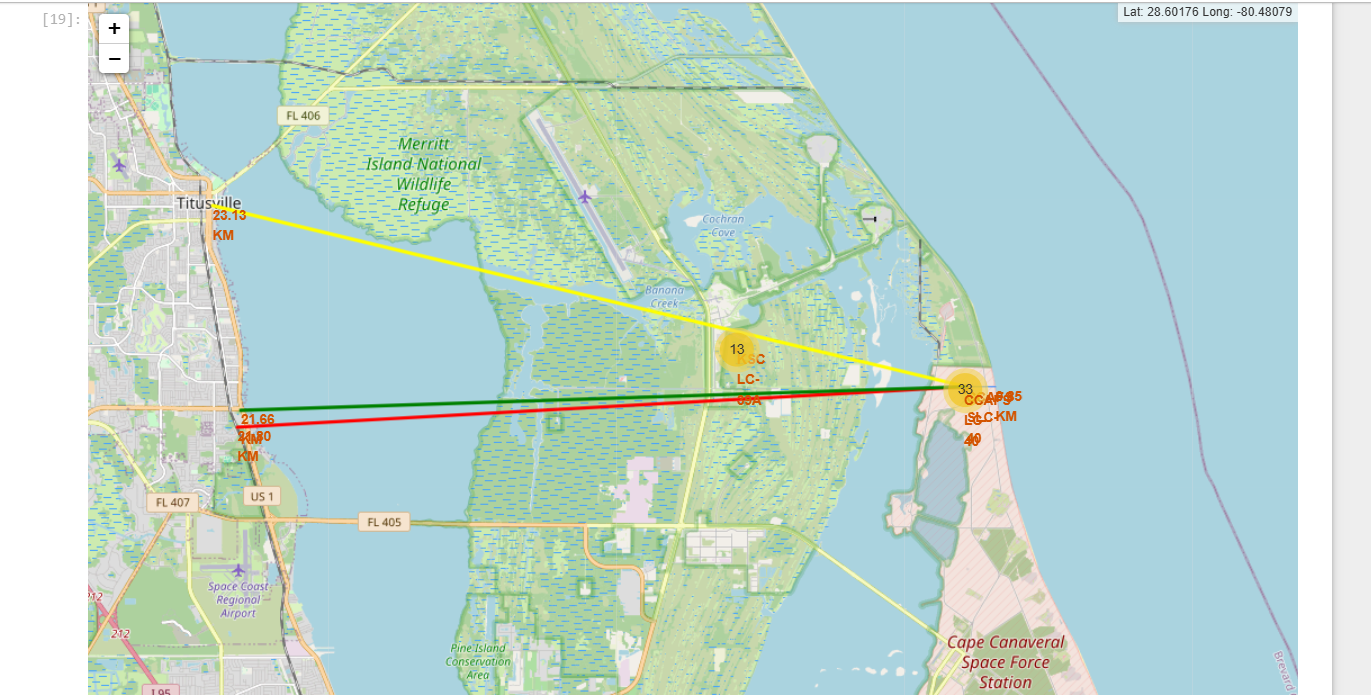 [19]:
+
−
Lat: 28.60176 Long: -80.48079
FL 406
Merritt
Island National
Wildlife
Refuge
Titusville
23.13
KM
Cochran
Cove
Banana
Creek
13
KSC
LC-
39A
33
CCAFS
LC-
40
SLC-
40
KM
21.66
KM
KM
FL 407
US 1
FL 405
Space Coast
Regional
Airport
212
212
I 95
Pine Island
Conservation
Area
Cape Canaveral
Space Force
Station
Brevard